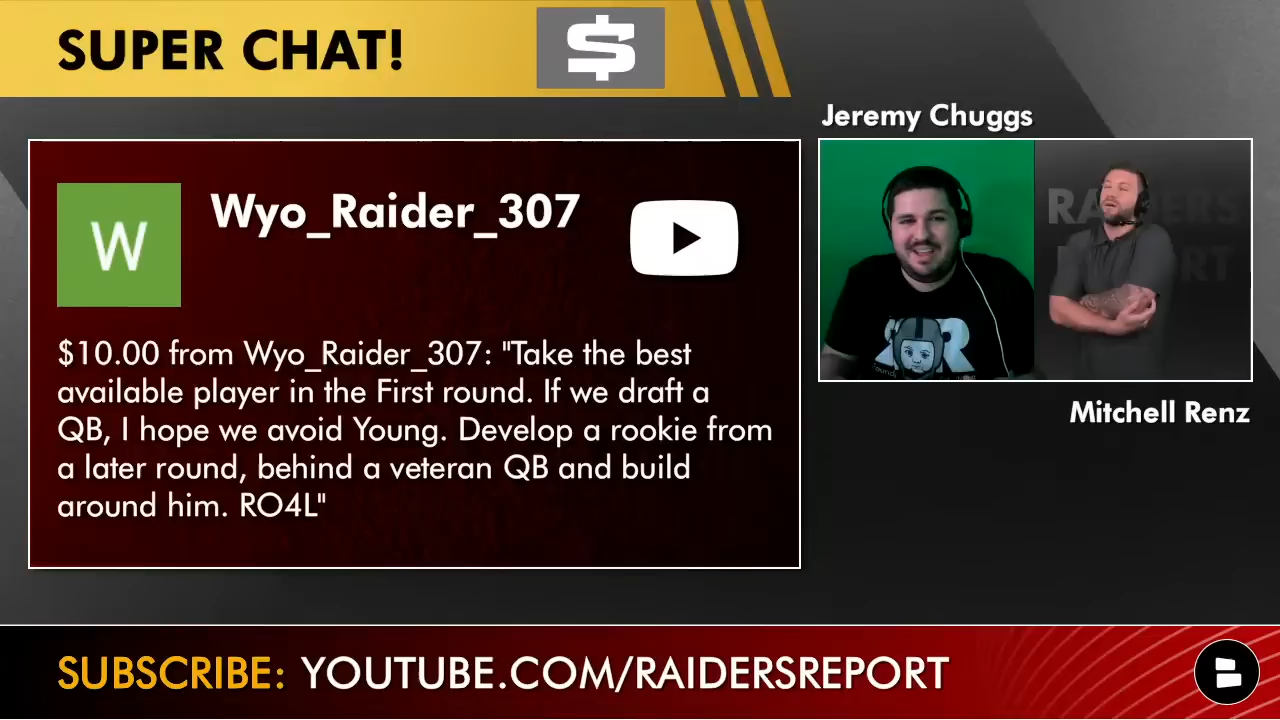 SUPER CHAT!
$
Jeremy Chuggs
W
Wyo_Raider_307
$10.00 from Wyo_Raider_307: "Take the best
available player in the First round. If we draft a
QB, I hope we avoid Young. Develop a rookie from
a later round, behind a veteran QB and build
around him. RO4L"
Mitchell Renz
SUBSCRIBE: YOUTUBE.COM/RAIDERSREPORT